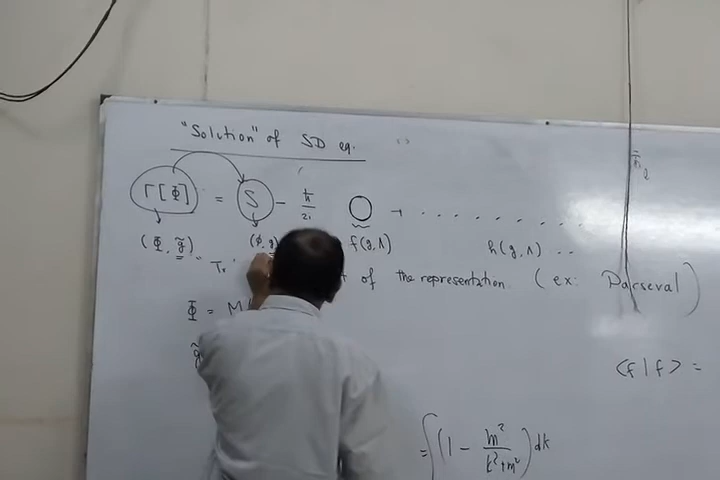 "Solution" of SD eq.
Γ[Φ] = S - ħ/2i ○ + . . . . . . . . .
(Φ, g̃) (φ, g) f(g,Λ) h(g,Λ) ..
= Tr of the representation. (ex: Parseval)
Φ = M
g̃
<f|f> =
= ∫(1 - m²/(k²+m²)) dk